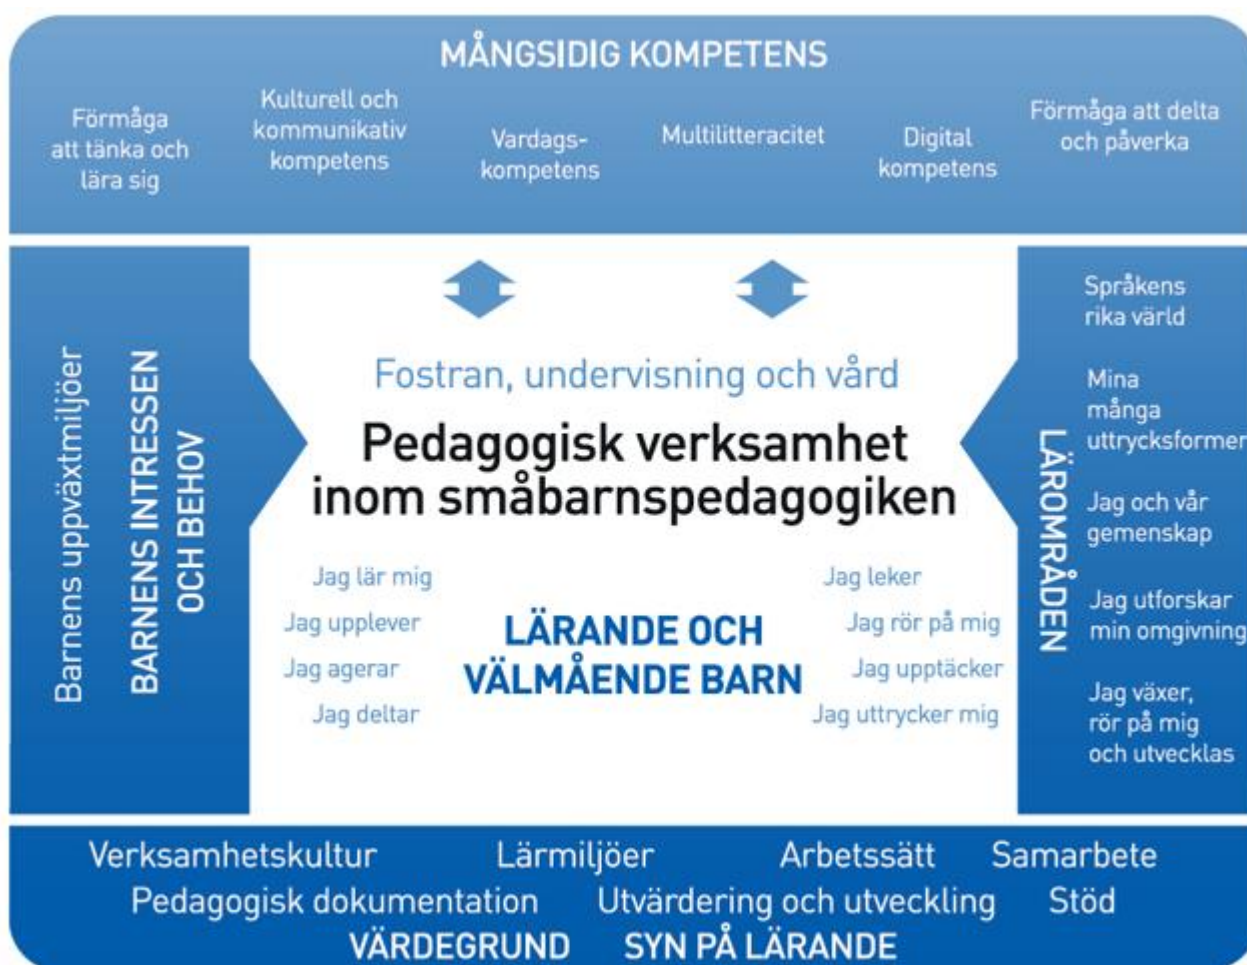 MÅNGSIDIG KOMPETENS
Förmåga
att tänka och
lära sig
Kulturell och
kommunikativ
kompetens
Vardags-
kompetens
Multilitteracitet
Digital
kompetens
Förmåga att delta
och påverka
Barnens uppväxtmiljöer
BARNENS INTRESSEN
OCH BEHOV
Fostran, undervisning och vård
Pedagogisk verksamhet
inom småbarnspedagogiken
Jag lär mig
Jag upplever
Jag agerar
Jag deltar
LÄRANDE OCH
VÄLMÅENDE BARN
Jag leker
Jag rör på mig
Jag upptäcker
Jag uttrycker mig
LÄROMRÅDEN
Språkens
rika värld
Mina
många
uttrycksformer
Jag och vår
gemenskap
Jag utforskar
min omgivning
Jag växer,
rör på mig
och utvecklas
Verksamhetskultur Lärmiljöer Arbetssätt Samarbete
Pedagogisk dokumentation Utvärdering och utveckling Stöd
VÄRDEGRUND SYN PÅ LÄRANDE